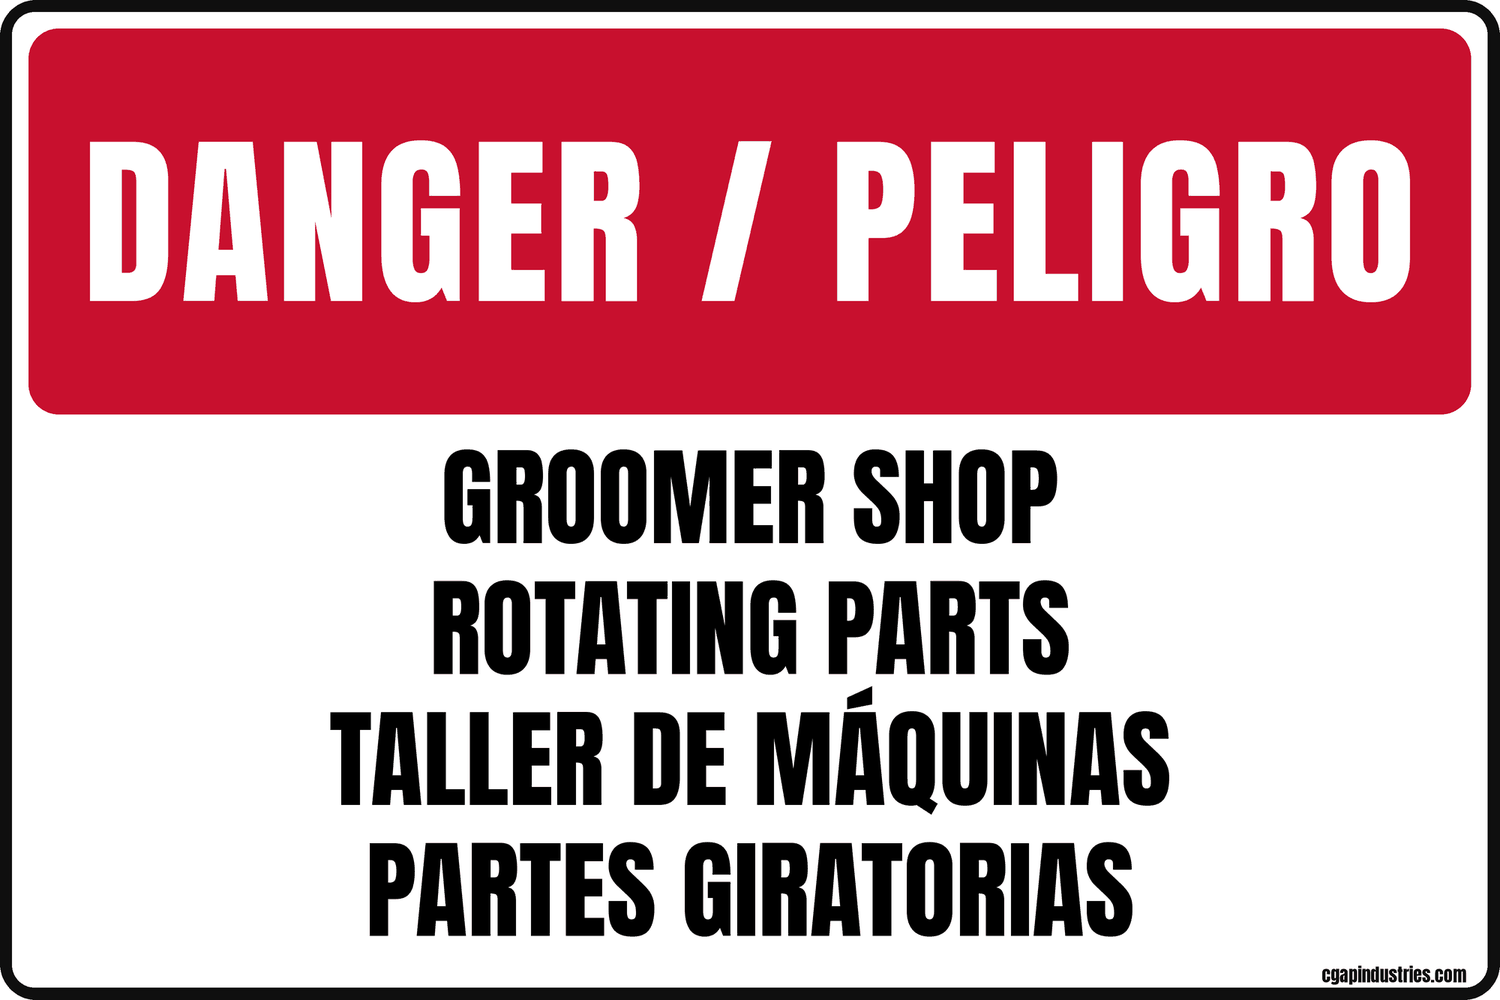 DANGER / PELIGRO
GROOMER SHOP
ROTATING PARTS
TALLER DE MÁQUINAS
PARTES GIRATORIAS
cgapindustries.com